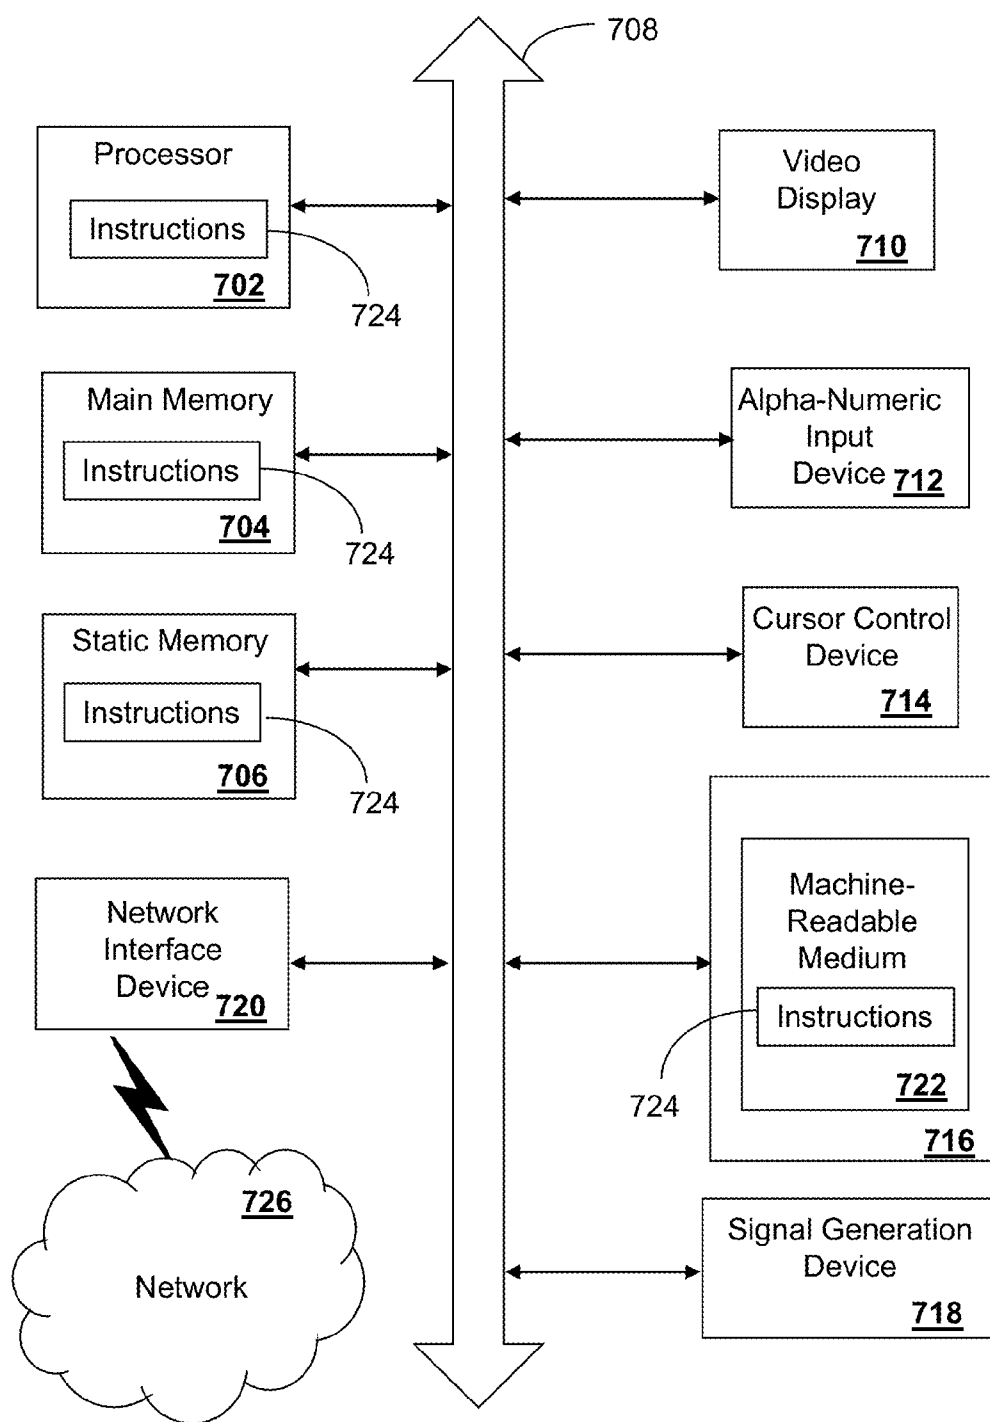 708
Processor
Instructions
702
724
Main Memory
Instructions
704
724
Static Memory
Instructions
706
724
Network
Interface
Device
720
726
Network
Video
Display
710
Alpha-Numeric
Input
Device
712
Cursor Control
Device
714
Machine-
Readable
Medium
Instructions
722
724
716
Signal Generation
Device
718